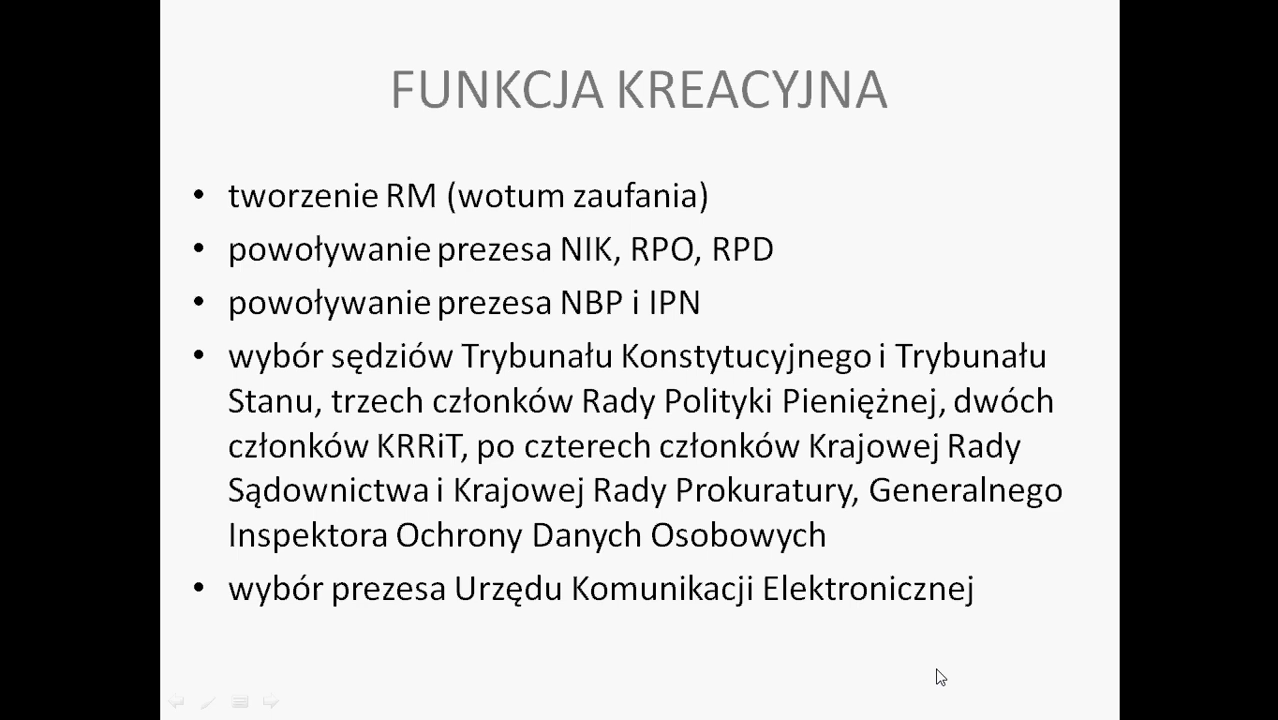 FUNKCJA KREACYJNA
• tworzenie RM (wotum zaufania)
• powoływanie prezesa NIK, RPO, RPD
• powoływanie prezesa NBP i IPN
• wybór sędziów Trybunału Konstytucyjnego i Trybunału
Stanu, trzech członków Rady Polityki Pieniężnej, dwóch
członków KRRiT, po czterech członków Krajowej Rady
Sądownictwa i Krajowej Rady Prokuratury, Generalnego
Inspektora Ochrony Danych Osobowych
• wybór prezesa Urzędu Komunikacji Elektronicznej